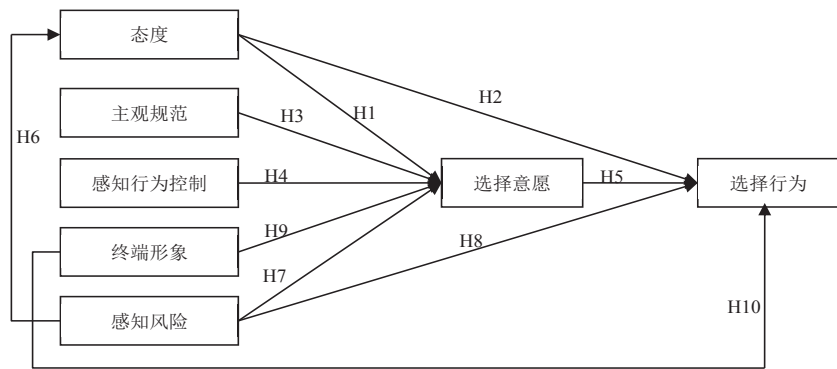 态度
H2
H1
主观规范
H3
H6
感知行为控制
H4
选择意愿
H5
选择行为
终端形象
H9
H8
H7
H10
感知风险